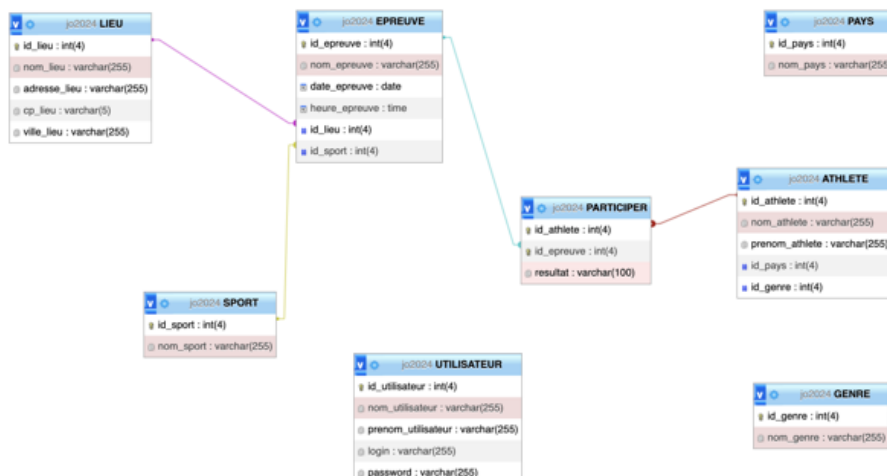 jo2024 LIEU
id_lieu : int(4)
nom_lieu : varchar(255)
adresse_lieu : varchar(255)
cp_lieu : varchar(5)
ville_lieu : varchar(255)
jo2024 EPREUVE
id_epreuve : int(4)
nom_epreuve : varchar(255)
date_epreuve : date
heure_epreuve : time
id_lieu : int(4)
id_sport : int(4)
jo2024 PAYS
id_pays : int(4)
nom_pays : varchar(255
jo2024 ATHLETE
id_athlete : int(4)
nom_athlete : varchar(255)
prenom_athlete : varchar(255)
id_pays : int(4)
id_genre : int(4)
jo2024 PARTICIPER
id_athlete : int(4)
id_epreuve : int(4)
resultat : varchar(100)
jo2024 SPORT
id_sport : int(4)
nom_sport : varchar(255)
jo2024 UTILISATEUR
id_utilisateur : int(4)
nom_utilisateur : varchar(255)
prenom_utilisateur : varchar(255)
login : varchar(255)
password : varchar(255)
jo2024 GENRE
id_genre : int(4)
nom_genre : varchar(255)